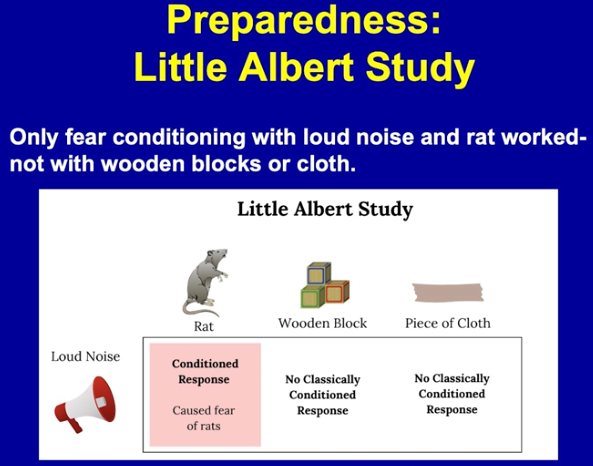 Preparedness:
Little Albert Study
Only fear conditioning with loud noise and rat worked-
not with wooden blocks or cloth.
Little Albert Study
Rat
Wooden Block
Piece of Cloth
Loud Noise
Conditioned
Response
Caused fear
of rats
No Classically
Conditioned
Response
No Classically
Conditioned
Response